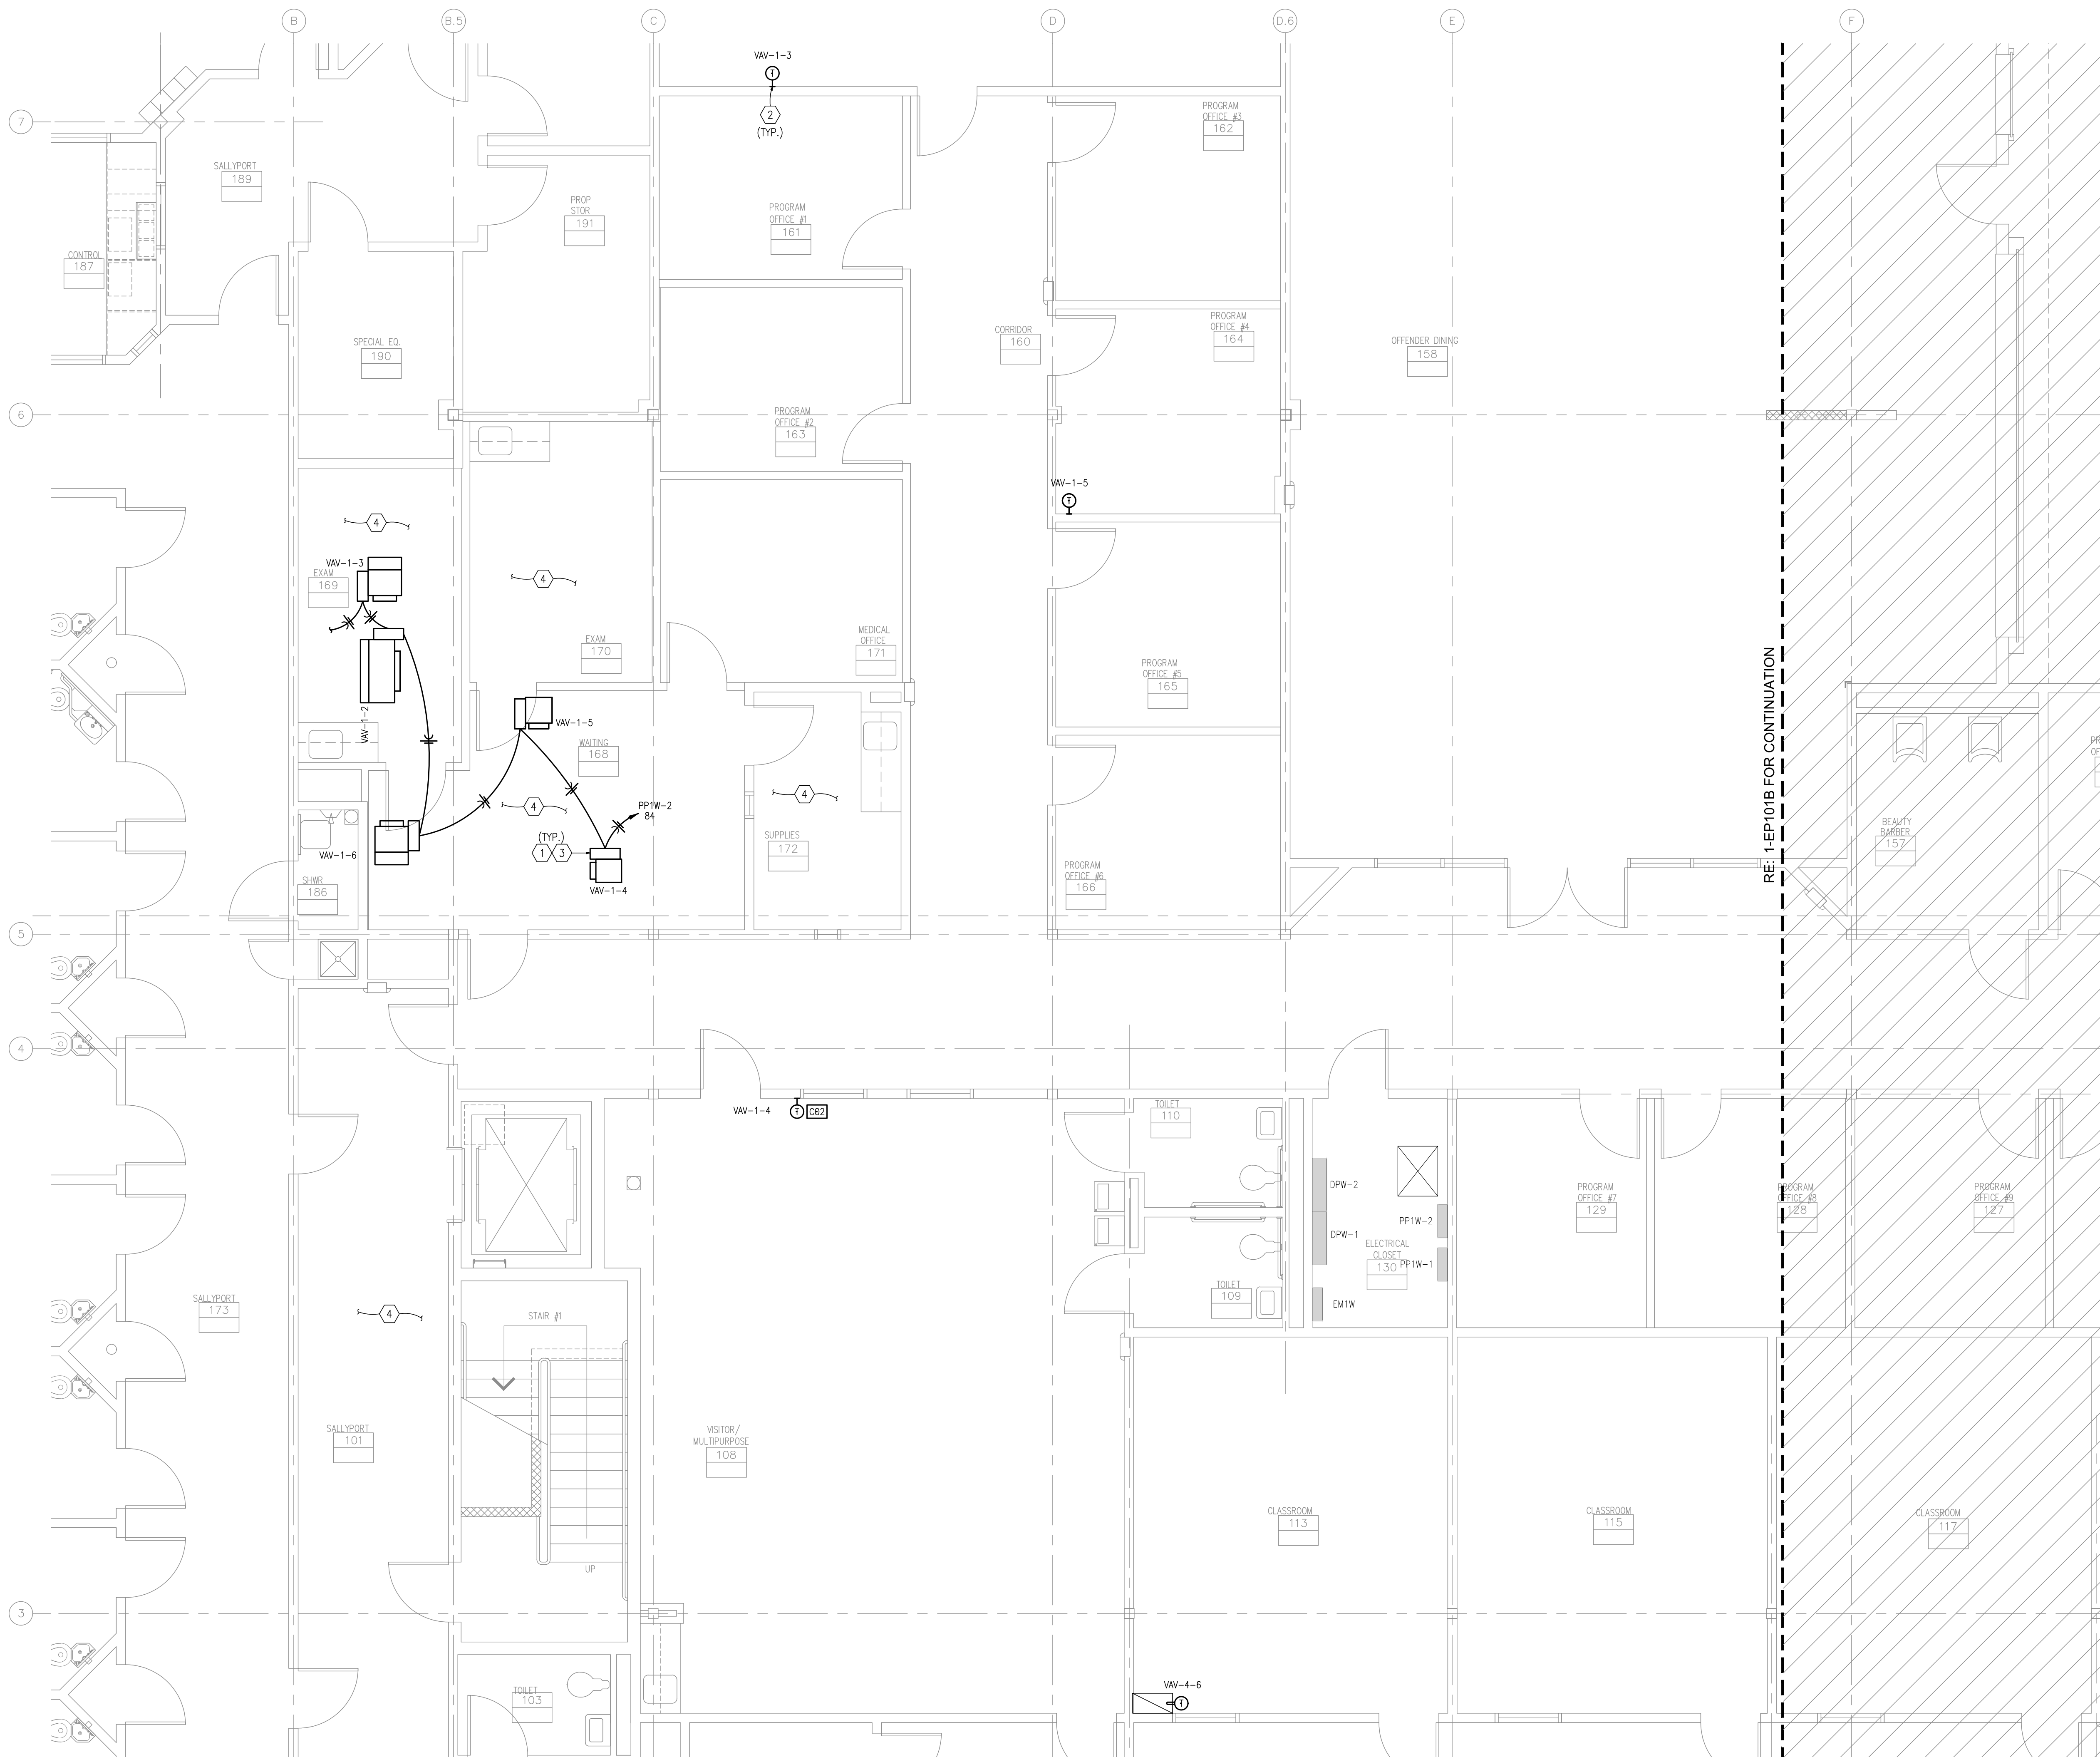 B
B.5
C
D
D.6
E
F
VAV-1-3
T
2
(TYP.)
7
PROGRAM
OFFICE #3
162
SALLYPORT
189
PROP
STOR
191
PROGRAM
OFFICE #1
161
CONTROL
187
CORRIDOR
160
PROGRAM
OFFICE #4
164
SPECIAL EQ.
190
OFFENDER DINING
158
6
PROGRAM
OFFICE #2
163
VAV-1-5
T
4
VAV-1-3
EXAM
169
4
EXAM
170
MEDICAL
OFFICE
171
PROGRAM
OFFICE #5
165
VAV-1-2
VAV-1-5
WAITING
168
4
4
PP1W-2
84
RE: 1-EP101B FOR CONTINUATION
BEAUTY
BARBER
157
(TYP.)
1
3
SUPPLIES
172
VAV-1-6
VAV-1-4
SHWR
186
PROGRAM
OFFICE #6
166
5
4
VAV-1-4
T
CO2
TOILET
110
DPW-2
PROGRAM
OFFICE #7
129
PROGRAM
OFFICE #8
128
PROGRAM
OFFICE #9
127
PP1W-2
DPW-1
ELECTRICAL
CLOSET
130
PP1W-1
TOILET
109
EM1W
SALLYPORT
173
4
STAIR #1
SALLYPORT
101
VISITOR/
MULTIPURPOSE
108
CLASSROOM
113
CLASSROOM
115
CLASSROOM
117
UP
3
TOILET
103
VAV-4-6
T